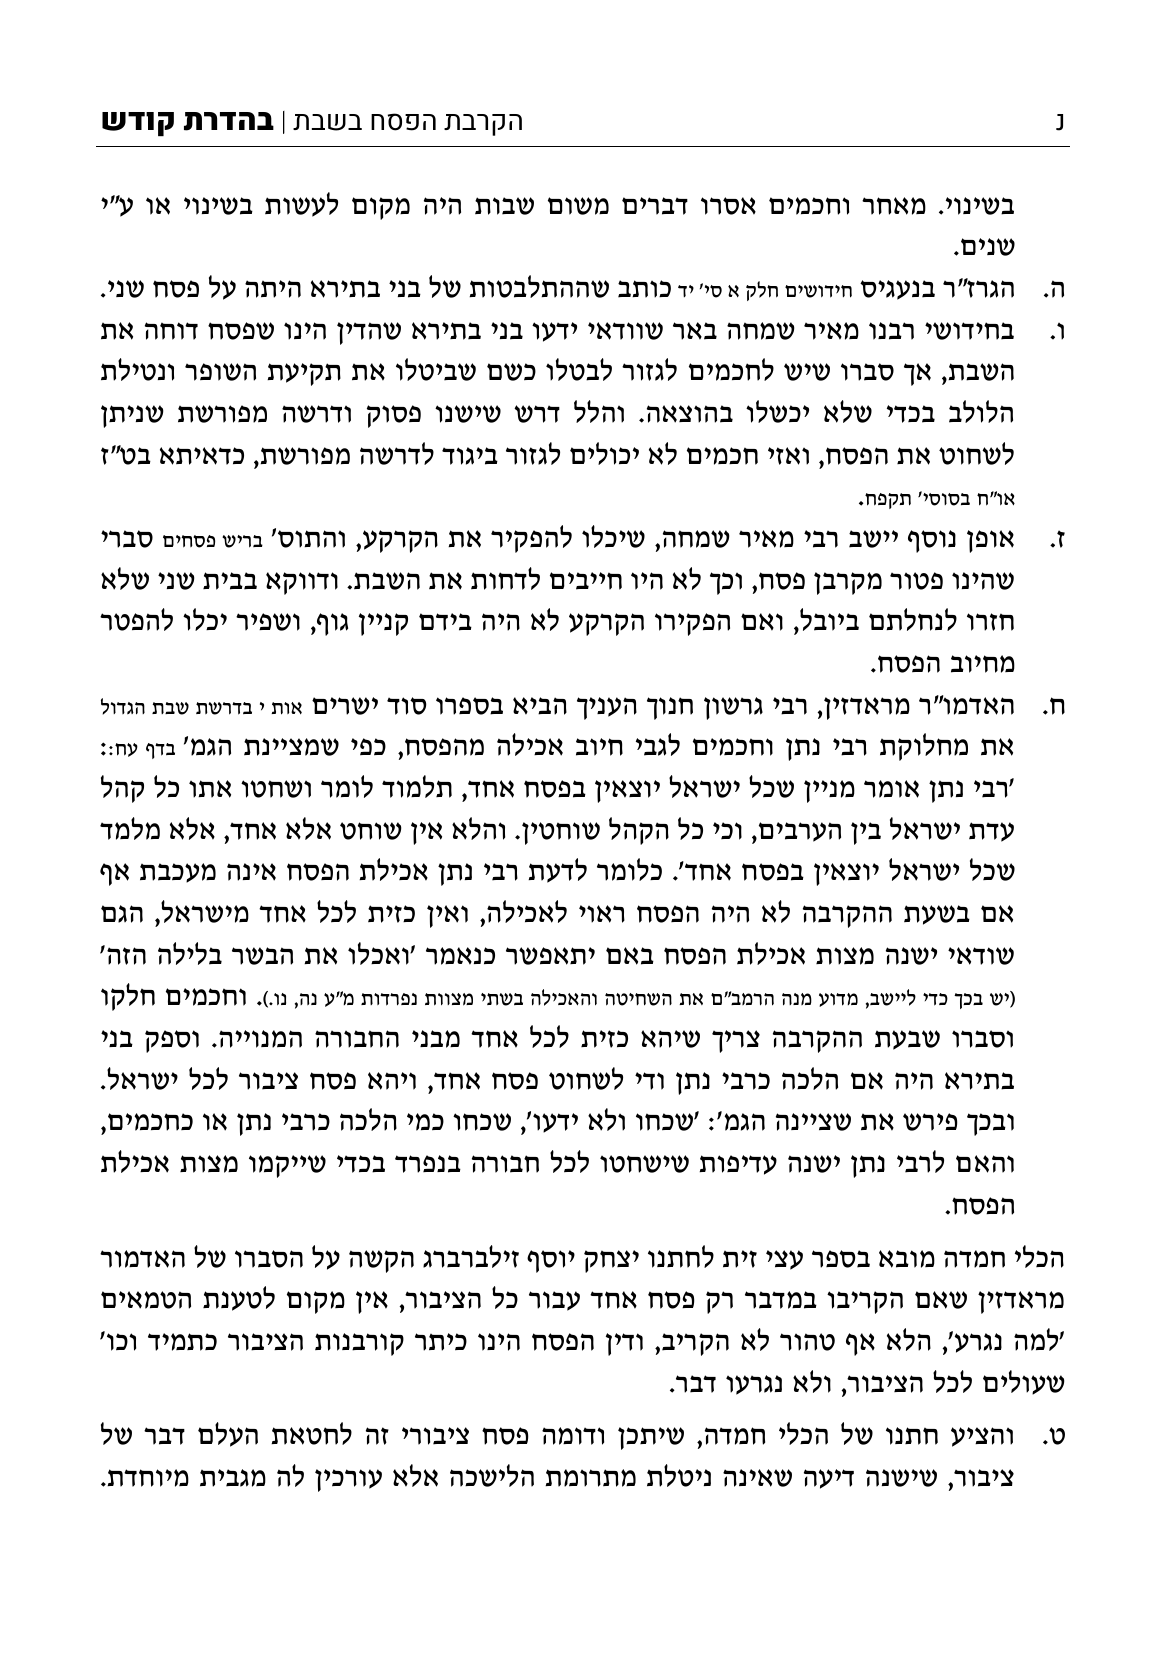 נ הקרבת הפסח בשבת | בהדרת קודש
בשינוי. מאחר וחכמים אסרו דברים משום שבות היה מקום לעשות בשינוי או ע"י
שנים.
ה. הגרז"ר בנעגיס חידושים חלק א סי' יד כותב שההתלבטות של בני בתירא היתה על פסח שני.
ו. בחידושי רבנו מאיר שמחה באר שוודאי ידעו בני בתירא שהדין הינו שפסח דוחה את
השבת, אך סברו שיש לחכמים לגזור לבטלו כשם שביטלו את תקיעת השופר ונטילת
הלולב בכדי שלא יכשלו בהוצאה. והלל דרש שישנו פסוק ודרשה מפורשת שניתן
לשחוט את הפסח, ואזי חכמים לא יכולים לגזור ביגוד לדרשה מפורשת, כדאיתא בט"ז
או"ח בסוסי' תקפח.
ז. אופן נוסף יישב רבי מאיר שמחה, שיכלו להפקיר את הקרקע, והתוס' בריש פסחים סברי
שהינו פטור מקרבן פסח, וכך לא היו חייבים לדחות את השבת. ודווקא בבית שני שלא
חזרו לנחלתם ביובל, ואם הפקירו הקרקע לא היה בידם קניין גוף, ושפיר יכלו להפטר
מחיוב הפסח.
ח. האדמו"ר מראדזין, רבי גרשון חנוך העניך הביא בספרו סוד ישרים אות י בדרשת שבת הגדול
את מחלוקת רבי נתן וחכמים לגבי חיוב אכילה מהפסח, כפי שמציינת הגמ' בדף עח::
'רבי נתן אומר מניין שכל ישראל יוצאין בפסח אחד, תלמוד לומר ושחטו אתו כל קהל
עדת ישראל בין הערבים, וכי כל הקהל שוחטין. והלא אין שוחט אלא אחד, אלא מלמד
שכל ישראל יוצאין בפסח אחד'. כלומר לדעת רבי נתן אכילת הפסח אינה מעכבת אף
אם בשעת ההקרבה לא היה הפסח ראוי לאכילה, ואין כזית לכל אחד מישראל, הגם
שודאי ישנה מצות אכילת הפסח באם יתאפשר כנאמר 'ואכלו את הבשר בלילה הזה'
(יש בכך כדי ליישב, מדוע מנה הרמב"ם את השחיטה והאכילה בשתי מצוות נפרדות מ"ע נה, נו.). וחכמים חלקו
וסברו שבעת ההקרבה צריך שיהא כזית לכל אחד מבני החבורה המנוייה. וספק בני
בתירא היה אם הלכה כרבי נתן ודי לשחוט פסח אחד, ויהא פסח ציבור לכל ישראל.
ובכך פירש את שציינה הגמ': 'שכחו ולא ידעו', שכחו כמי הלכה כרבי נתן או כחכמים,
והאם לרבי נתן ישנה עדיפות שישחטו לכל חבורה בנפרד בכדי שייקמו מצות אכילת
הפסח.
הכלי חמדה מובא בספר עצי זית לחתנו יצחק יוסף זילברברג הקשה על הסברו של האדמור
מראדזין שאם הקריבו במדבר רק פסח אחד עבור כל הציבור, אין מקום לטענת הטמאים
'למה נגרע', הלא אף טהור לא הקריב, ודין הפסח הינו כיתר קורבנות הציבור כתמיד וכו'
שעולים לכל הציבור, ולא נגרעו דבר.
ט. והציע חתנו של הכלי חמדה, שיתכן ודומה פסח ציבורי זה לחטאת העלם דבר של
ציבור, שישנה דיעה שאינה ניטלת מתרומת הלישכה אלא עורכין לה מגבית מיוחדת.